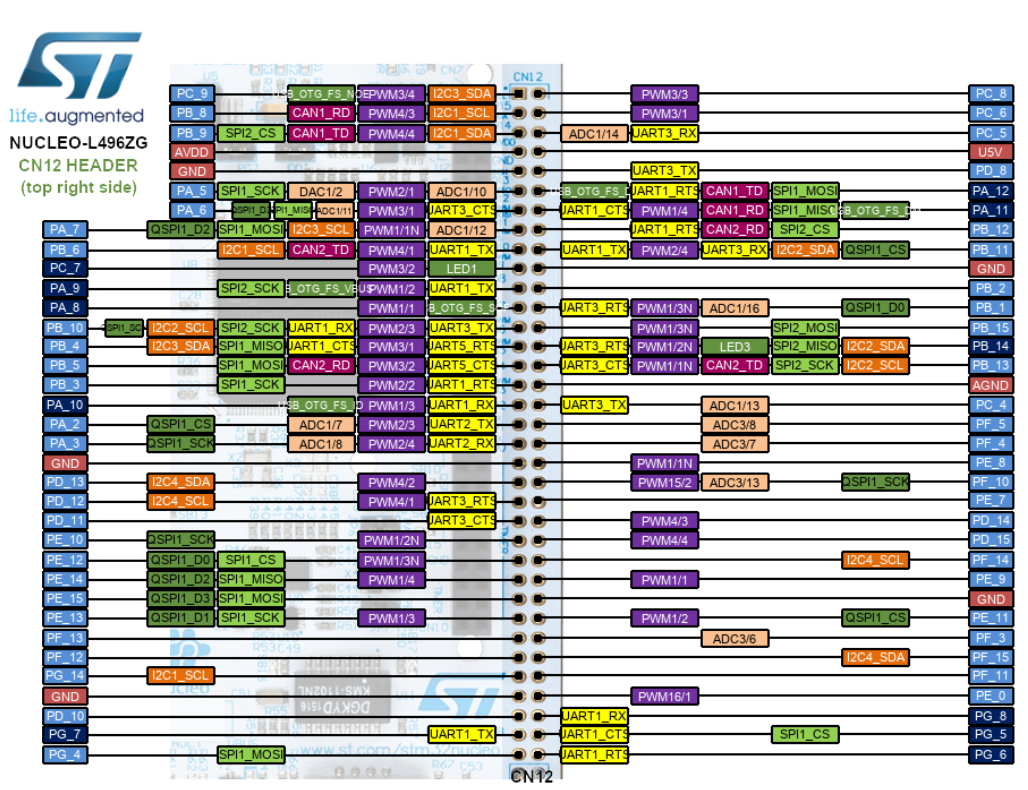 ST
life.augmented
NUCLEO-L496ZG
CN12 HEADER
(top right side)
CN12
PC_9 PWM3/4 I2C3_SDA PWM3/3 PC_8
PB_8 CAN1_RD PWM4/3 I2C1_SCL PWM3/1 PC_6
PB_9 SPI2_CS CAN1_TD PWM4/4 I2C1_SDA ADC1/14 UART3_RX PC_5
AVDD U5V
GND UART3_TX PD_8
PA_5 SPI1_SCK DAC1/2 PWM2/1 ADC1/10 UART1_RTS CAN1_TD SPI1_MOSI PA_12
PA_6 ADC1/11 PWM3/1 UART3_CTS UART1_CTS PWM1/4 CAN1_RD SPI1_MISO PA_11
PA_7 QSPI1_D2 SPI1_MOSI I2C3_SCL PWM1/1N ADC1/12 UART1_RTS CAN2_RD SPI2_CS PB_12
PB_6 I2C1_SCL CAN2_TD PWM4/1 UART1_TX UART1_TX PWM2/4 UART3_RX I2C2_SDA QSPI1_CS PB_11
PC_7 PWM3/2 LED1 GND
PA_9 SPI2_SCK B_OTG_FS_VBUS PWM1/2 UART1_TX PB_2
PA_8 PWM1/1 UART3_RTS PWM1/3N ADC1/16 QSPI1_D0 PB_1
PB_10 I2C2_SCL SPI2_SCK UART1_RX PWM2/3 UART3_TX PWM1/3N SPI2_MOSI PB_15
PB_4 I2C3_SDA SPI1_MISO UART1_CTS PWM3/1 UART5_RTS UART3_RTS PWM1/2N LED3 SPI2_MISO I2C2_SDA PB_14
PB_5 SPI1_MOSI CAN2_RD PWM3/2 UART5_CTS UART3_CTS PWM1/1N CAN2_TD SPI2_SCK I2C2_SCL PB_13
PB_3 SPI1_SCK PWM2/2 UART1_RTS AGND
PA_10 USB_OTG_FS_ID PWM1/3 UART1_RX UART3_TX ADC1/13 PC_4
PA_2 QSPI1_CS ADC1/7 PWM2/3 UART2_TX ADC3/8 PF_5
PA_3 QSPI1_SCK ADC1/8 PWM2/4 UART2_RX ADC3/7 PF_4
GND PWM1/1N PE_8
PD_13 I2C4_SDA PWM4/2 PWM15/2 ADC3/13 QSPI1_SCK PF_10
PD_12 I2C4_SCL PWM4/1 UART3_RTS PE_7
PD_11 UART3_CTS PWM4/3 PD_14
PE_10 QSPI1_SCK PWM1/2N PWM4/4 PD_15
PE_12 QSPI1_D0 SPI1_CS PWM1/3N I2C4_SCL PF_14
PE_14 QSPI1_D2 SPI1_MISO PWM1/4 PWM1/1 PE_9
PE_15 QSPI1_D3 SPI1_MOSI GND
PE_13 QSPI1_D1 SPI1_SCK PWM1/3 PWM1/2 QSPI1_CS PE_11
PF_13 ADC3/6 PF_3
PF_12 I2C4_SDA PF_15
PG_14 I2C1_SCL PF_11
GND PWM16/1 PE_0
PD_10 UART1_RX PG_8
PG_7 UART1_TX UART1_CTS SPI1_CS PG_5
PG_4 SPI1_MOSI UART1_RTS PG_6
KMS-1102NL
DGKYD 1516
www.st.com/stm32nucleo
CN12